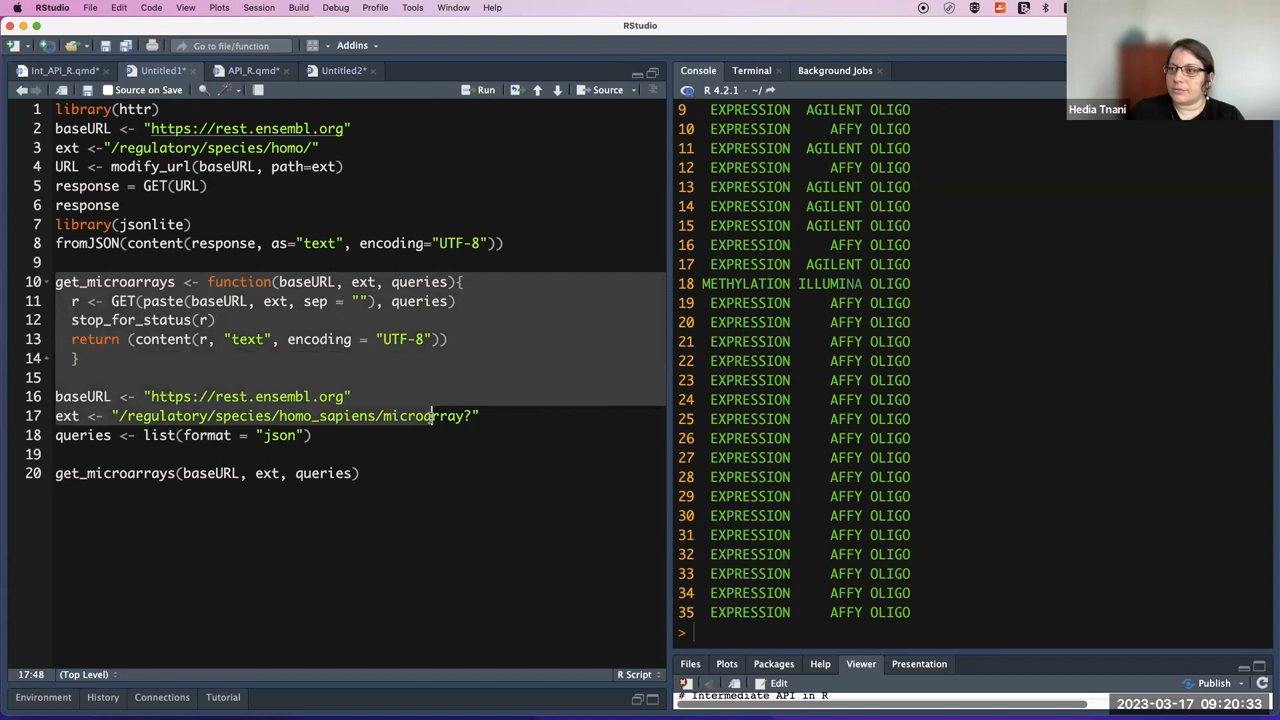 RStudio File Edit Code View Plots Session Build Debug Profile Tools Window Help
RStudio
Go to file/function Addins
Int_API_R.qmd* Untitled1* API_R.qmd* Untitled2*
Source on Save Run Source
1 library(httr)
2 baseURL <- "https://rest.ensembl.org"
3 ext <-"/regulatory/species/homo/"
4 URL <- modify_url(baseURL, path=ext)
5 response = GET(URL)
6 response
7 library(jsonlite)
8 fromJSON(content(response, as="text", encoding="UTF-8"))
9
10 get_microarrays <- function(baseURL, ext, queries){
11 r <- GET(paste(baseURL, ext, sep = ""), queries)
12 stop_for_status(r)
13 return (content(r, "text", encoding = "UTF-8"))
14 }
15
16 baseURL <- "https://rest.ensembl.org"
17 ext <- "/regulatory/species/homo_sapiens/microarray?"
18 queries <- list(format = "json")
19
20 get_microarrays(baseURL, ext, queries)
17:48 (Top Level) R Script
Environment History Connections Tutorial
Console Terminal Background Jobs
R 4.2.1 · ~/
9 EXPRESSION AGILENT OLIGO
10 EXPRESSION AFFY OLIGO
11 EXPRESSION AGILENT OLIGO
12 EXPRESSION AFFY OLIGO
13 EXPRESSION AGILENT OLIGO
14 EXPRESSION AGILENT OLIGO
15 EXPRESSION AGILENT OLIGO
16 EXPRESSION AFFY OLIGO
17 EXPRESSION AGILENT OLIGO
18 METHYLATION ILLUMINA OLIGO
19 EXPRESSION AFFY OLIGO
20 EXPRESSION AFFY OLIGO
21 EXPRESSION AFFY OLIGO
22 EXPRESSION AFFY OLIGO
23 EXPRESSION AFFY OLIGO
24 EXPRESSION AFFY OLIGO
25 EXPRESSION AFFY OLIGO
26 EXPRESSION AFFY OLIGO
27 EXPRESSION AFFY OLIGO
28 EXPRESSION AFFY OLIGO
29 EXPRESSION AFFY OLIGO
30 EXPRESSION AFFY OLIGO
31 EXPRESSION AFFY OLIGO
32 EXPRESSION AFFY OLIGO
33 EXPRESSION AFFY OLIGO
34 EXPRESSION AFFY OLIGO
35 EXPRESSION AFFY OLIGO
>
Files Plots Packages Help Viewer Presentation
Edit Publish
# Intermediate API in R
Hedia Tnani
2023-03-17 09:20:33